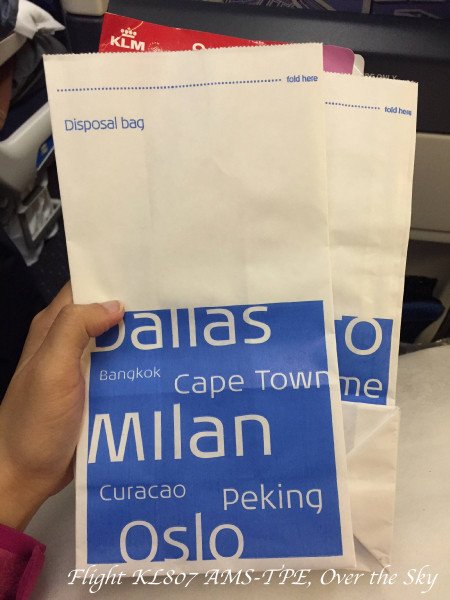 KLM
fold here
fold here
Disposal bag
Dallas
Bangkok
Cape Town
Milan
Curacao
Peking
Oslo
Flight KL807 AMS-TPE, Over the Sky